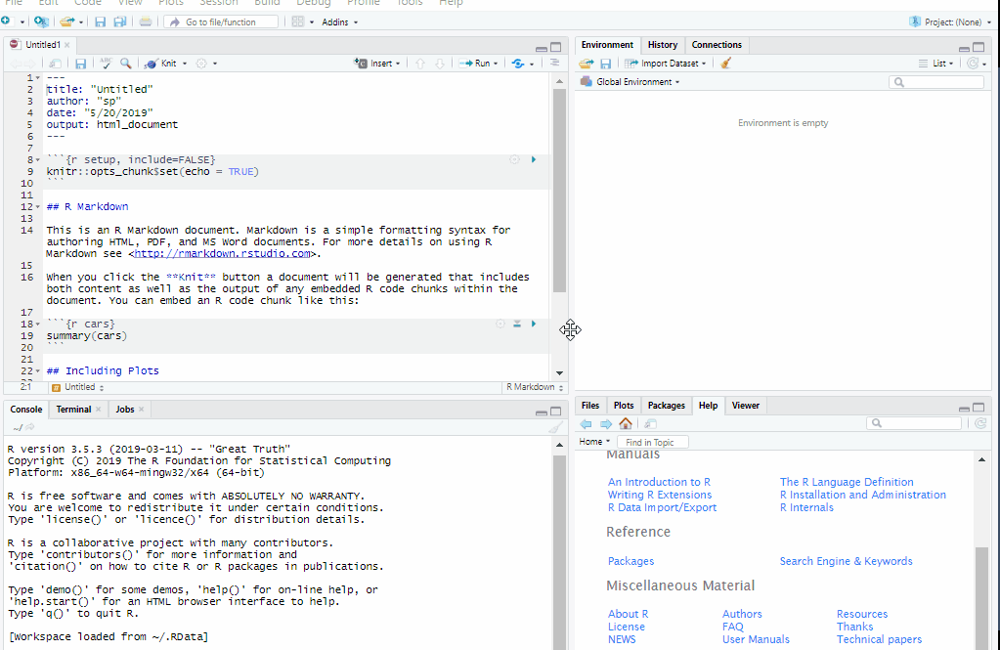 File Edit Code View Plots Session Build Debug Profile Tools Help
Go to file/function
Addins
Project: (None)
Untitled1
ABC
Knit
Insert
Run
1 ---
2 title: "Untitled"
3 author: "sp"
4 date: "5/20/2019"
5 output: html_document
6 ---
7
8 ```{r setup, include=FALSE}
9 knitr::opts_chunk$set(echo = TRUE)
10 ```
11
12 ## R Markdown
13
14 This is an R Markdown document. Markdown is a simple formatting syntax for
authoring HTML, PDF, and MS Word documents. For more details on using R
Markdown see <http://rmarkdown.rstudio.com>.
15
16 When you click the **Knit** button a document will be generated that includes
both content as well as the output of any embedded R code chunks within the
document. You can embed an R code chunk like this:
17
18 ```{r cars}
19 summary(cars)
20 ```
21
22 ## Including Plots
2:1 Untitled R Markdown
Console Terminal Jobs
~/
R version 3.5.3 (2019-03-11) -- "Great Truth"
Copyright (C) 2019 The R Foundation for Statistical Computing
Platform: x86_64-w64-mingw32/x64 (64-bit)
R is free software and comes with ABSOLUTELY NO WARRANTY.
You are welcome to redistribute it under certain conditions.
Type 'license()' or 'licence()' for distribution details.
R is a collaborative project with many contributors.
Type 'contributors()' for more information and
'citation()' on how to cite R or R packages in publications.
Type 'demo()' for some demos, 'help()' for on-line help, or
'help.start()' for an HTML browser interface to help.
Type 'q()' to quit R.
[Workspace loaded from ~/.RData]
Environment History Connections
Import Dataset
List
Global Environment
Environment is empty
Files Plots Packages Help Viewer
Home Find in Topic
Manuals
An Introduction to R The R Language Definition
Writing R Extensions R Installation and Administration
R Data Import/Export R Internals
Reference
Packages Search Engine & Keywords
Miscellaneous Material
About R Authors Resources
License FAQ Thanks
NEWS User Manuals Technical papers